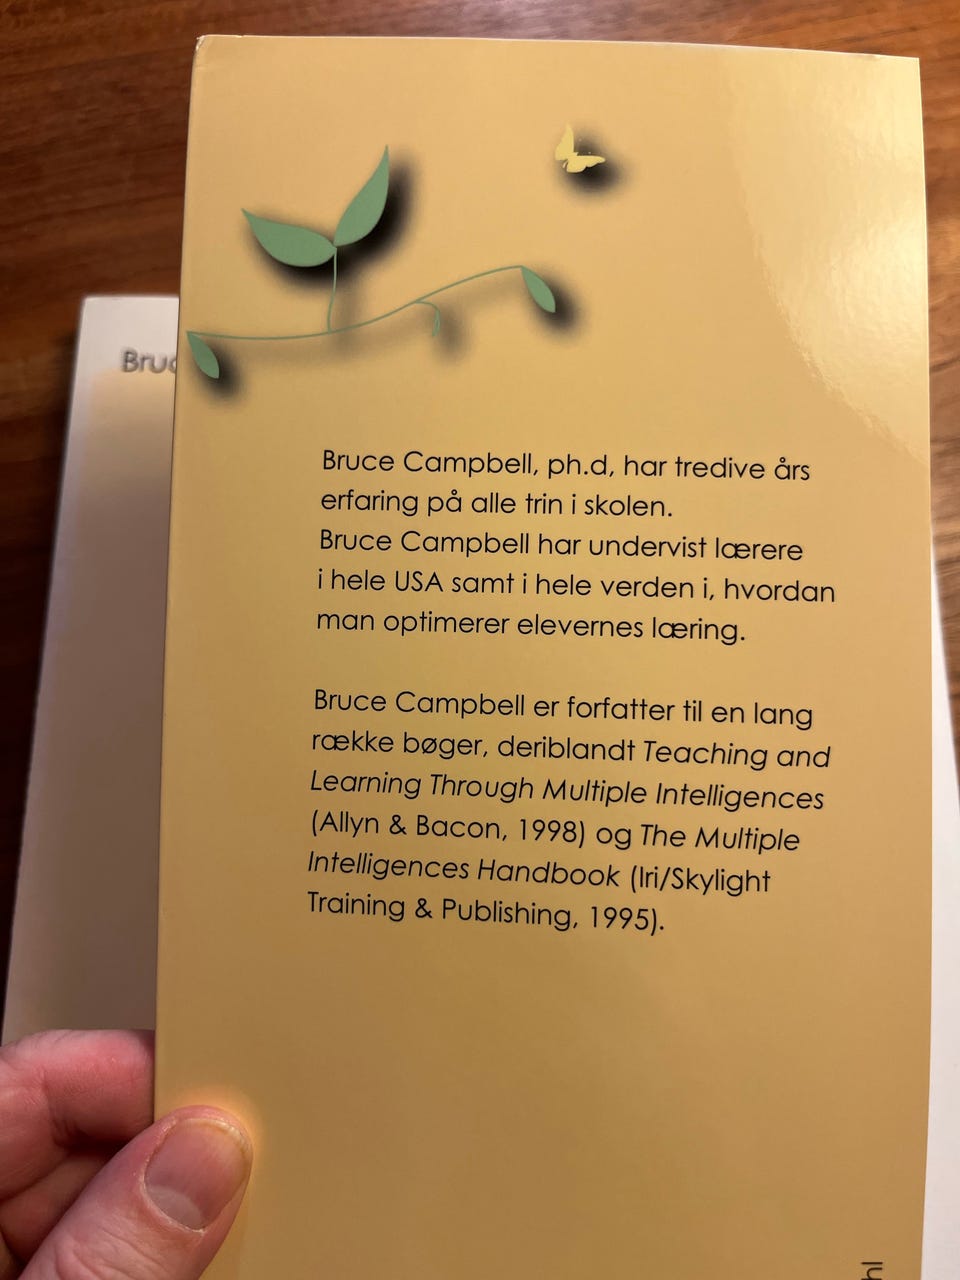 Bruce Campbell, ph.d, har tredive års
erfaring på alle trin i skolen.
Bruce Campbell har undervist lærere
i hele USA samt i hele verden i, hvordan
man optimerer elevernes læring.
Bruce Campbell er forfatter til en lang
række bøger, deriblandt Teaching and
Learning Through Multiple Intelligences
(Allyn & Bacon, 1998) og The Multiple
Intelligences Handbook (Iri/Skylight
Training & Publishing, 1995).